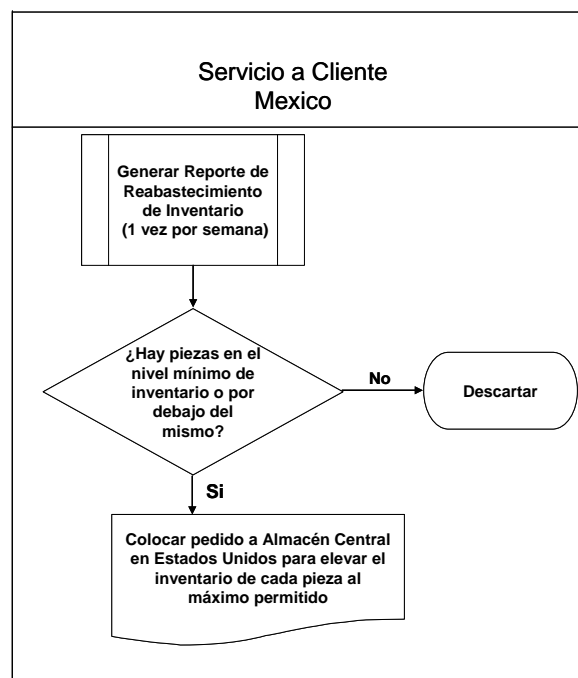 Servicio a Cliente
Mexico
Generar Reporte de
Reabastecimiento
de Inventario
(1 vez por semana)
¿Hay piezas en el
nivel mínimo de
inventario o por
debajo del
mismo?
No
Descartar
Si
Colocar pedido a Almacén Central
en Estados Unidos para elevar el
inventario de cada pieza al
máximo permitido